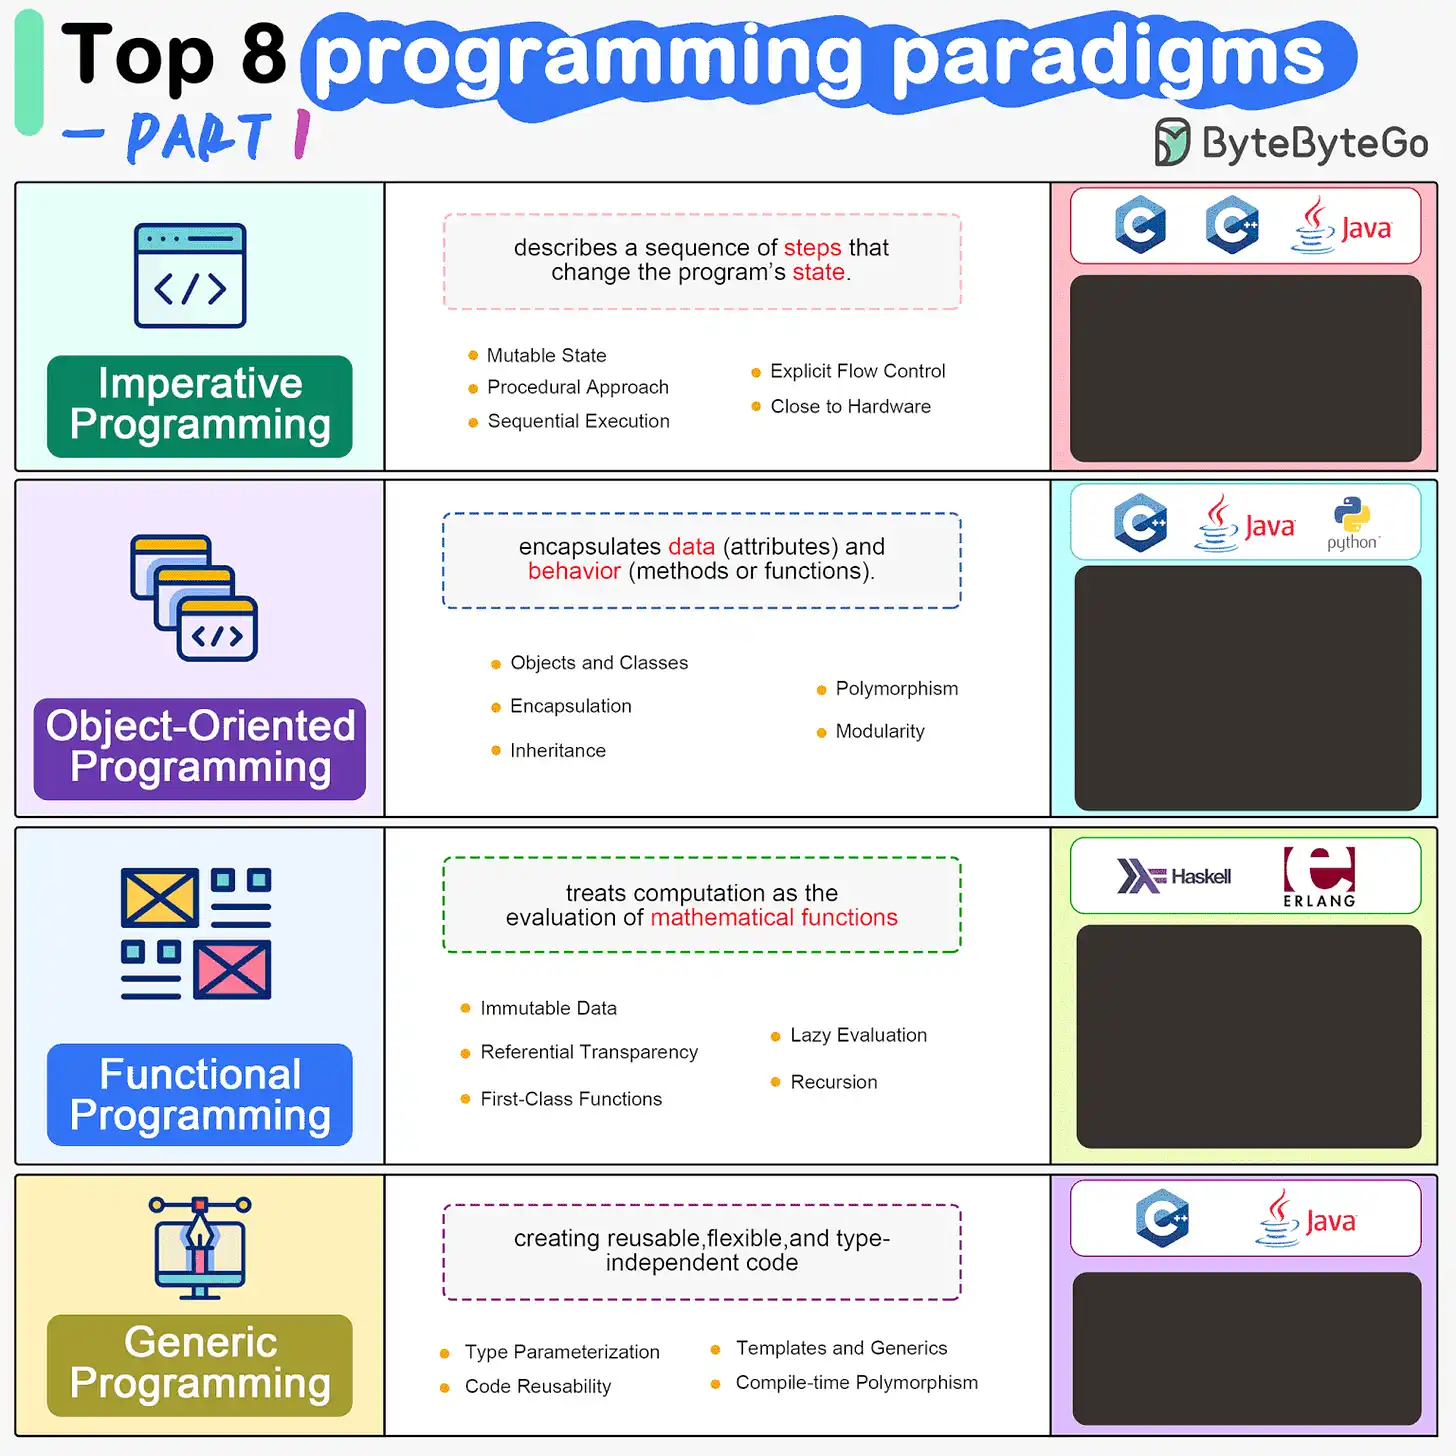 Top 8 programming paradigms
– PART 1
ByteByteGo
</>
Imperative
Programming
describes a sequence of steps that
change the program's state.
Mutable State
Procedural Approach
Sequential Execution
Explicit Flow Control
Close to Hardware
C
C++
Java
</>
Object-Oriented
Programming
encapsulates data (attributes) and
behavior (methods or functions).
Objects and Classes
Encapsulation
Inheritance
Polymorphism
Modularity
C++
Java
python
Functional
Programming
treats computation as the
evaluation of mathematical functions
Immutable Data
Referential Transparency
First-Class Functions
Lazy Evaluation
Recursion
Haskell
e
ERLANG
Generic
Programming
creating reusable,flexible,and type-
independent code
Type Parameterization
Code Reusability
Templates and Generics
Compile-time Polymorphism
C++
Java